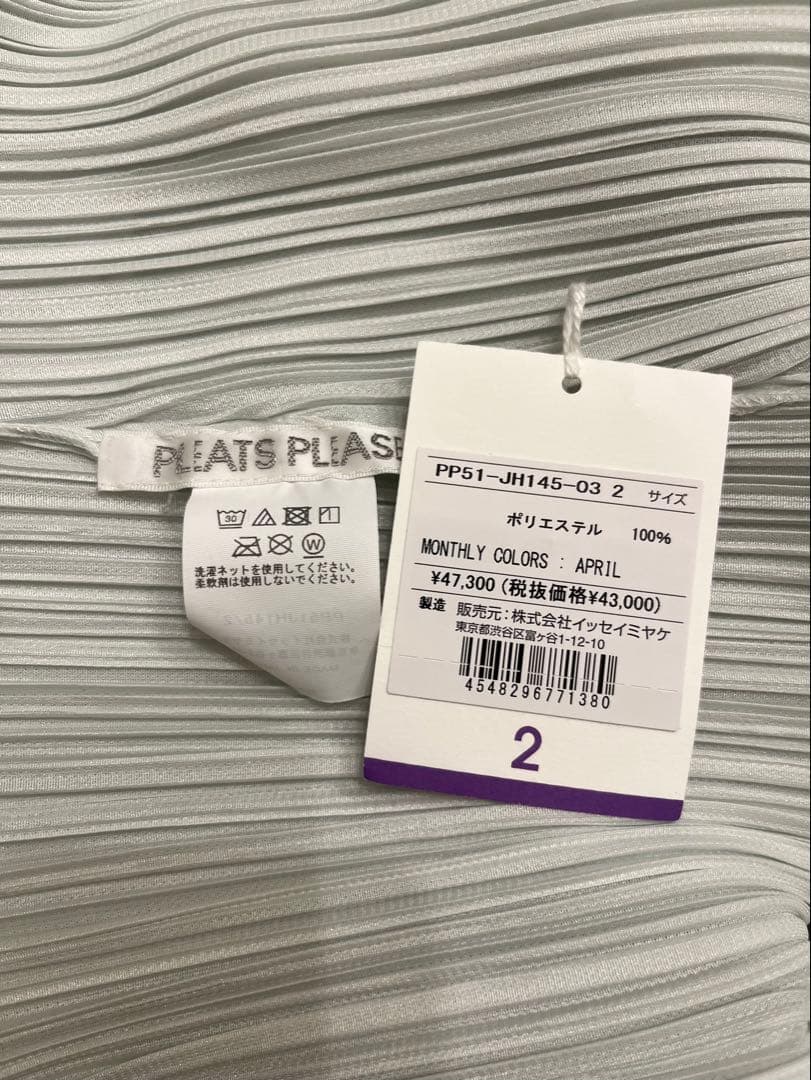 PLEATS PLEASE
30
洗濯ネットを使用してください。
柔軟剤は使用しないでください。
PP51-JH145-03 2 サイズ
ポリエステル 100%
MONTHLY COLORS : APRIL
¥47,300 (税抜価格¥43,000)
製造 販売元:株式会社イッセイミヤケ
東京都渋谷区富ヶ谷1-12-10
4548296771380
2